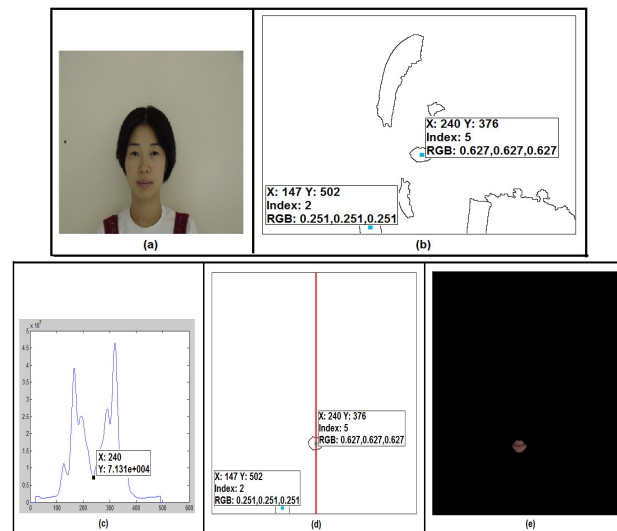 X: 240 Y: 376
Index: 5
RGB: 0.627,0.627,0.627
X: 147 Y: 502
Index: 2
RGB: 0.251,0.251,0.251
(a)
(b)
5
4.5
4
3.5
3
2.5
2
1.5
1
0.5
0
0 100 200 300 400 500 600
X: 240
Y: 7.131e+004
(c)
X: 240 Y: 376
Index: 5
RGB: 0.627,0.627,0.627
X: 147 Y: 502
Index: 2
RGB: 0.251,0.251,0.251
(d)
(e)